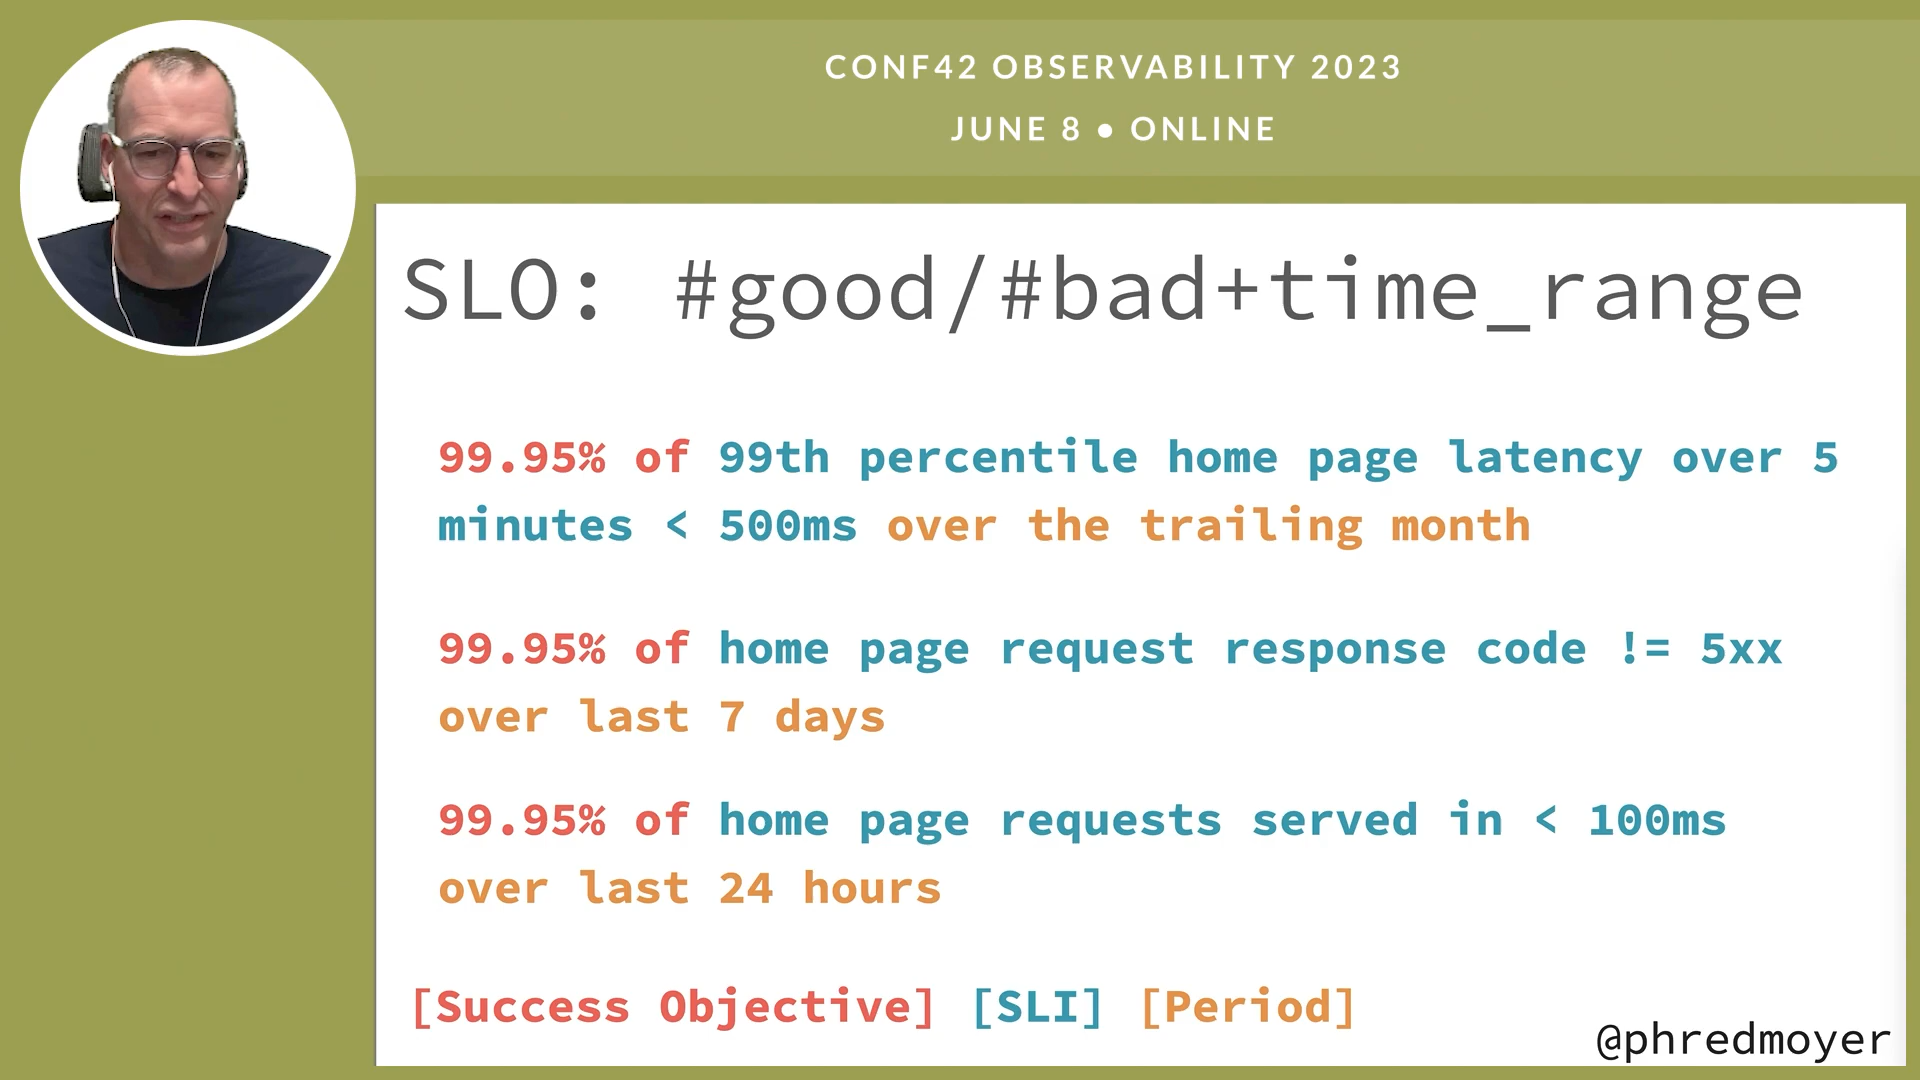 CONF42 OBSERVABILITY 2023
JUNE 8 • ONLINE
SLO: #good/#bad+time_range
99.95% of 99th percentile home page latency over 5
minutes < 500ms over the trailing month
99.95% of home page request response code != 5xx
over last 7 days
99.95% of home page requests served in < 100ms
over last 24 hours
[Success Objective] [SLI] [Period]
@phredmoyer